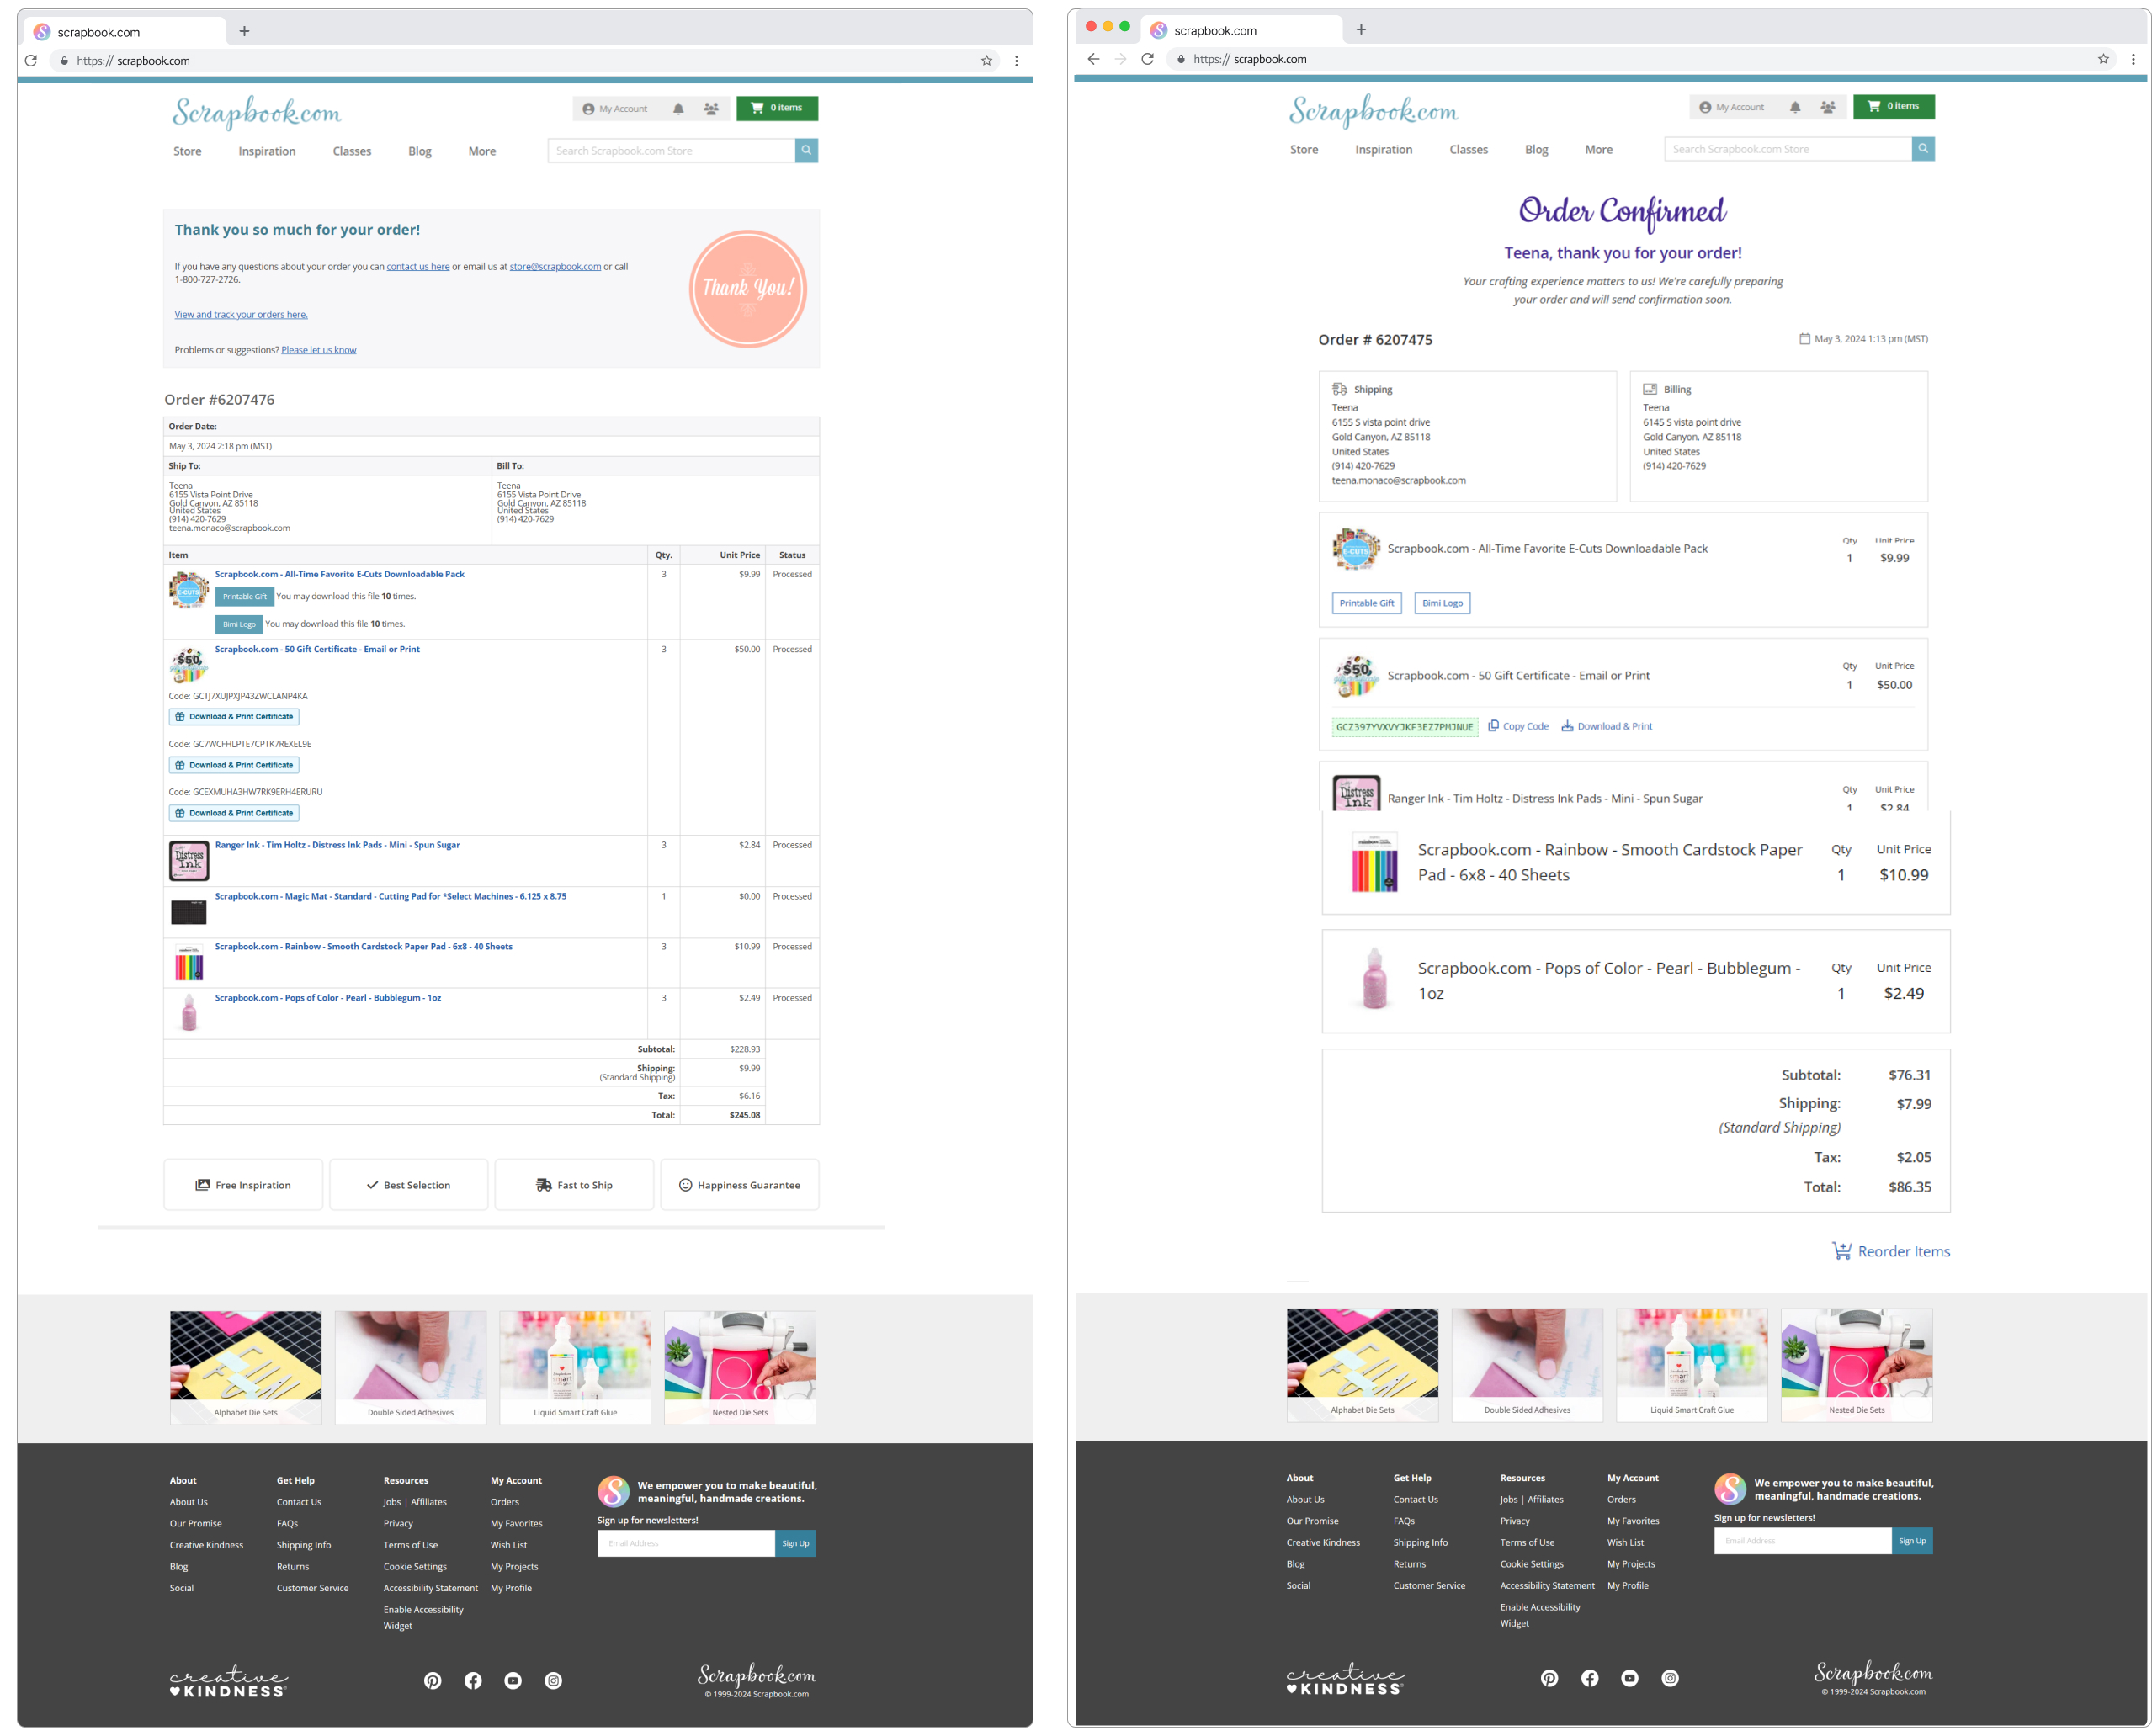 scrapbook.com
https:// scrapbook.com
Scrapbook.com
My Account
0 items
Store Inspiration Classes Blog More
Search Scrapbook.com Store
Thank you so much for your order!
If you have any questions about your order you can contact us here or email us at store@scrapbook.com or call
1-800-727-2726.
View and track your orders here.
Problems or suggestions? Please let us know
Thank You!
Order #6207476
Order Date:
May 3, 2024 2:18 pm (MST)
Ship To: Bill To:
Teena
6155 Vista Point Drive
Gold Canyon, AZ 85118
United States
(914) 420-7629
teena.monaco@scrapbook.com
Teena
6155 Vista Point Drive
Gold Canyon, AZ 85118
United States
(914) 420-7629
Item Qty. Unit Price Status
E-CUTS
Scrapbook.com - All-Time Favorite E-Cuts Downloadable Pack 3 $9.99 Processed
Printable Gift You may download this file 10 times.
Bimi Logo You may download this file 10 times.
$50
Scrapbook.com - 50 Gift Certificate - Email or Print 3 $50.00 Processed
Code: GCTJ7XUJPXJP43ZWCLANP4KA
Download & Print Certificate
Code: GC7WCFHLPTE7CPTK7REXEL9E
Download & Print Certificate
Code: GCEXMUHA3HW7RK9ERH4ERURU
Download & Print Certificate
Distress
Ink
Ranger Ink - Tim Holtz - Distress Ink Pads - Mini - Spun Sugar 3 $2.84 Processed
Scrapbook.com - Magic Mat - Standard - Cutting Pad for *Select Machines - 6.125 x 8.75 1 $0.00 Processed
Scrapbook.com - Rainbow - Smooth Cardstock Paper Pad - 6x8 - 40 Sheets 3 $10.99 Processed
Scrapbook.com - Pops of Color - Pearl - Bubblegum - 1oz 3 $2.49 Processed
Subtotal: $228.93
Shipping: $9.99
(Standard Shipping)
Tax: $6.16
Total: $245.08
Free Inspiration
Best Selection
Fast to Ship
Happiness Guarantee
Alphabet Die Sets
Double Sided Adhesives
Liquid Smart Craft Glue
Nested Die Sets
About
About Us
Our Promise
Creative Kindness
Blog
Social
Get Help
Contact Us
FAQs
Shipping Info
Returns
Customer Service
Resources
Jobs | Affiliates
Privacy
Terms of Use
Cookie Settings
Accessibility Statement
Enable Accessibility
Widget
My Account
Orders
My Favorites
Wish List
My Projects
My Profile
S
We empower you to make beautiful,
meaningful, handmade creations.
Sign up for newsletters!
Email Address
Sign Up
creative
KINDNESS
Scrapbook.com
© 1999-2024 Scrapbook.com
scrapbook.com
https:// scrapbook.com
Scrapbook.com
My Account
0 items
Store Inspiration Classes Blog More
Search Scrapbook.com Store
Order Confirmed
Teena, thank you for your order!
Your crafting experience matters to us! We're carefully preparing
your order and will send confirmation soon.
Order # 6207475
May 3, 2024 1:13 pm (MST)
Shipping
Teena
6155 S vista point drive
Gold Canyon, AZ 85118
United States
(914) 420-7629
teena.monaco@scrapbook.com
Billing
Teena
6145 S vista point drive
Gold Canyon, AZ 85118
United States
(914) 420-7629
E-CUTS
Scrapbook.com - All-Time Favorite E-Cuts Downloadable Pack
Qty Unit Price
1 $9.99
Printable Gift
Bimi Logo
$50
Scrapbook.com - 50 Gift Certificate - Email or Print
Qty Unit Price
1 $50.00
GCZ397YVXVYJKF3EZ7PMJNUE Copy Code Download & Print
Distress
Ink
Ranger Ink - Tim Holtz - Distress Ink Pads - Mini - Spun Sugar
Qty Unit Price
1 $2.84
Scrapbook.com - Rainbow - Smooth Cardstock Paper
Pad - 6x8 - 40 Sheets
Qty Unit Price
1 $10.99
Scrapbook.com - Pops of Color - Pearl - Bubblegum -
1oz
Qty Unit Price
1 $2.49
Subtotal: $76.31
Shipping: $7.99
(Standard Shipping)
Tax: $2.05
Total: $86.35
Reorder Items
Alphabet Die Sets
Double Sided Adhesives
Liquid Smart Craft Glue
Nested Die Sets
About
About Us
Our Promise
Creative Kindness
Blog
Social
Get Help
Contact Us
FAQs
Shipping Info
Returns
Customer Service
Resources
Jobs | Affiliates
Privacy
Terms of Use
Cookie Settings
Accessibility Statement
Enable Accessibility
Widget
My Account
Orders
My Favorites
Wish List
My Projects
My Profile
S
We empower you to make beautiful,
meaningful, handmade creations.
Sign up for newsletters!
Email Address
Sign Up
creative
KINDNESS
Scrapbook.com
© 1999-2024 Scrapbook.com